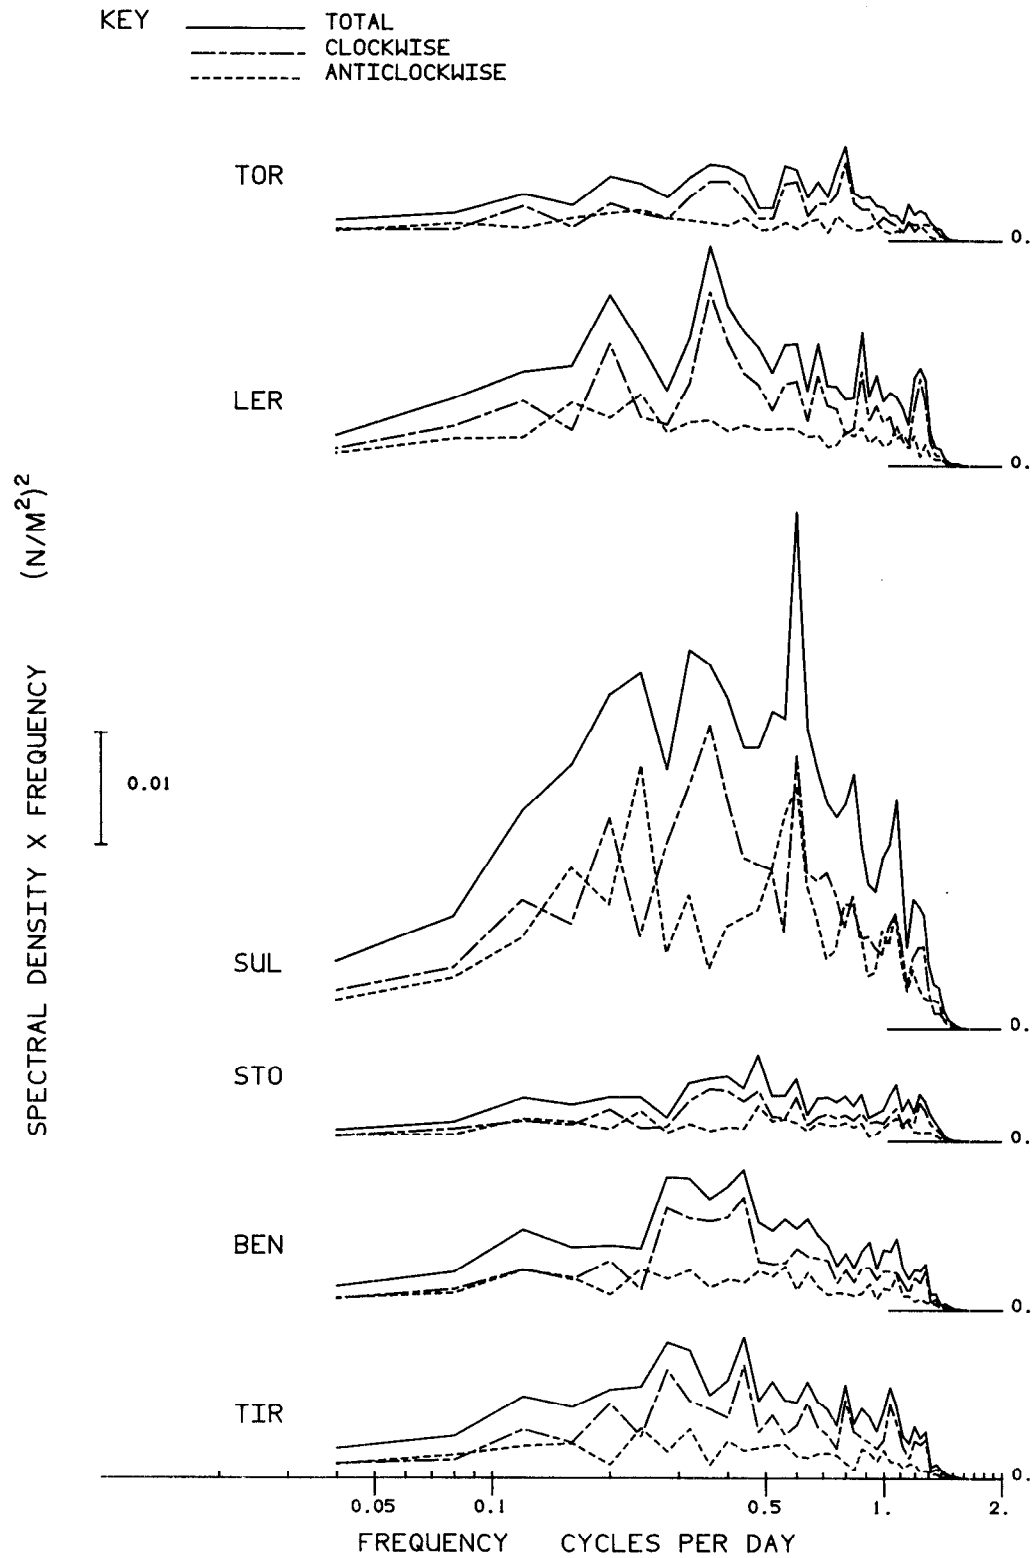 KEY
TOTAL
CLOCKWISE
ANTICLOCKWISE
TOR
0.
LER
0.
SPECTRAL DENSITY X FREQUENCY (N/M²)²
0.01
SUL
0.
STO
0.
BEN
0.
TIR
0.
0.05 0.1 0.5 1. 2.
FREQUENCY CYCLES PER DAY